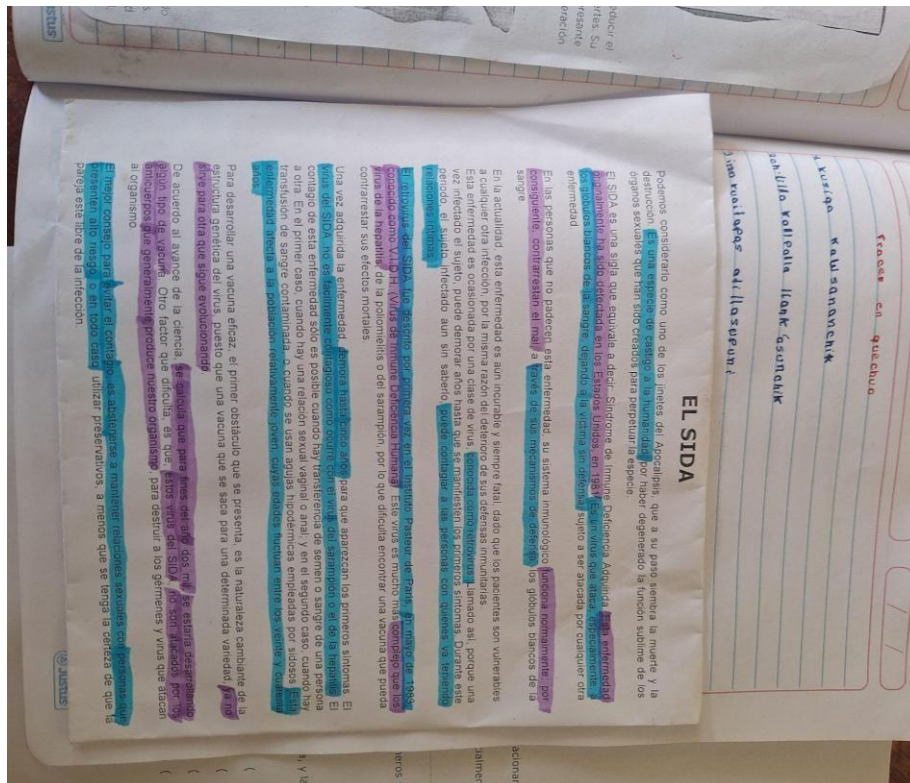 Frases en quechua
Kausaq Kawsananchik
llank'asunchik
EL SIDA
Podemos considerarlo como uno de los jinetes del Apocalipsis, que a su paso siembra la muerte y la
destrucción. Es una especie de castigo a la humanidad, por haber degenerado la función sublime de los
órganos sexuales que han sido creados para perpetuar la especie.
El SIDA es una sigla que equivale a decir: Síndrome de Inmune Deficiencia Adquirida. Esta enfermedad
originalmente ha sido detectada en los Estados Unidos, en 1981. Es un virus que ataca, especialmente a
los glóbulos blancos de la sangre, dejando a la víctima sin defensa, sujeto a ser atacada por cualquier otra
enfermedad.
En las personas que no padecen esta enfermedad, su sistema inmunológico funciona normalmente, por
consiguiente, contrarrestan el mal, a través de sus mecanismos de defensa, los glóbulos blancos de la
sangre.
En la actualidad, esta enfermedad es aún incurable y siempre fatal, dado que los pacientes son vulnerables
a cualquier otra infección, por la misma razón del deterioro de sus defensas inmunitarias.
Esta enfermedad es ocasionada por una clase de virus, conocida como retrovirus. Llamado así, porque una
vez infectado el sujeto, puede demorar años hasta que se manifiesten los primeros síntomas. Durante este
período, el sujeto infectado aun sin saberlo, puede contagiar a las personas con quienes va teniendo
relaciones íntimas.
El retrovirus del SIDA fue descrito por primera vez en el Instituto Pasteur de París, en mayo de 1983,
conocido como V.I.D.H. (Virus de Inmune Deficiencia Humana). Este virus es mucho más complejo que los
virus de la hepatitis, de la poliomielitis o del sarampión, por lo que dificulta encontrar una vacuna que pueda
contrarrestar sus efectos mortales.
Una vez adquirida la enfermedad, demora hasta cinco años para que aparezcan los primeros síntomas. El
virus del SIDA, no es fácilmente contagioso como ocurre con el virus del sarampión o el de la hepatitis. El
contagio de esta enfermedad sólo es posible cuando hay transferencia de semen o sangre de una persona
a otra. En el primer caso, cuando hay una relación sexual vaginal o anal; y en el segundo caso, cuando hay
transfusión de sangre contaminada, o cuando se usan agujas hipodérmicas empleadas por sidosos. Esta
enfermedad afecta a la población relativamente joven, cuyas edades fluctúan entre los veinte y cuarenta
años.
Para desarrollar una vacuna eficaz, el primer obstáculo que se presenta, es la naturaleza cambiante de la
estructura genética del virus, puesto que una vacuna que se saca para una determinada variedad, ya no
sirve para otra que sigue evolucionando.
De acuerdo al avance de la ciencia, se calcula que para fines del año dos mil, se estaría desarrollando
algún tipo de vacuna. Otro factor que dificulta, es que, estos virus del SIDA, no son atacados por los
anticuerpos que generalmente produce nuestro organismo, para destruir a los gérmenes y virus que atacan
al organismo.
El mejor consejo para evitar el contagio, es abstenerse a mantener relaciones sexuales con personas que
presenten alto riesgo, o en todo caso, utilizar preservativos, a menos que se tenga la certeza de que la
pareja esté libre de la infección.
Justus
Justus